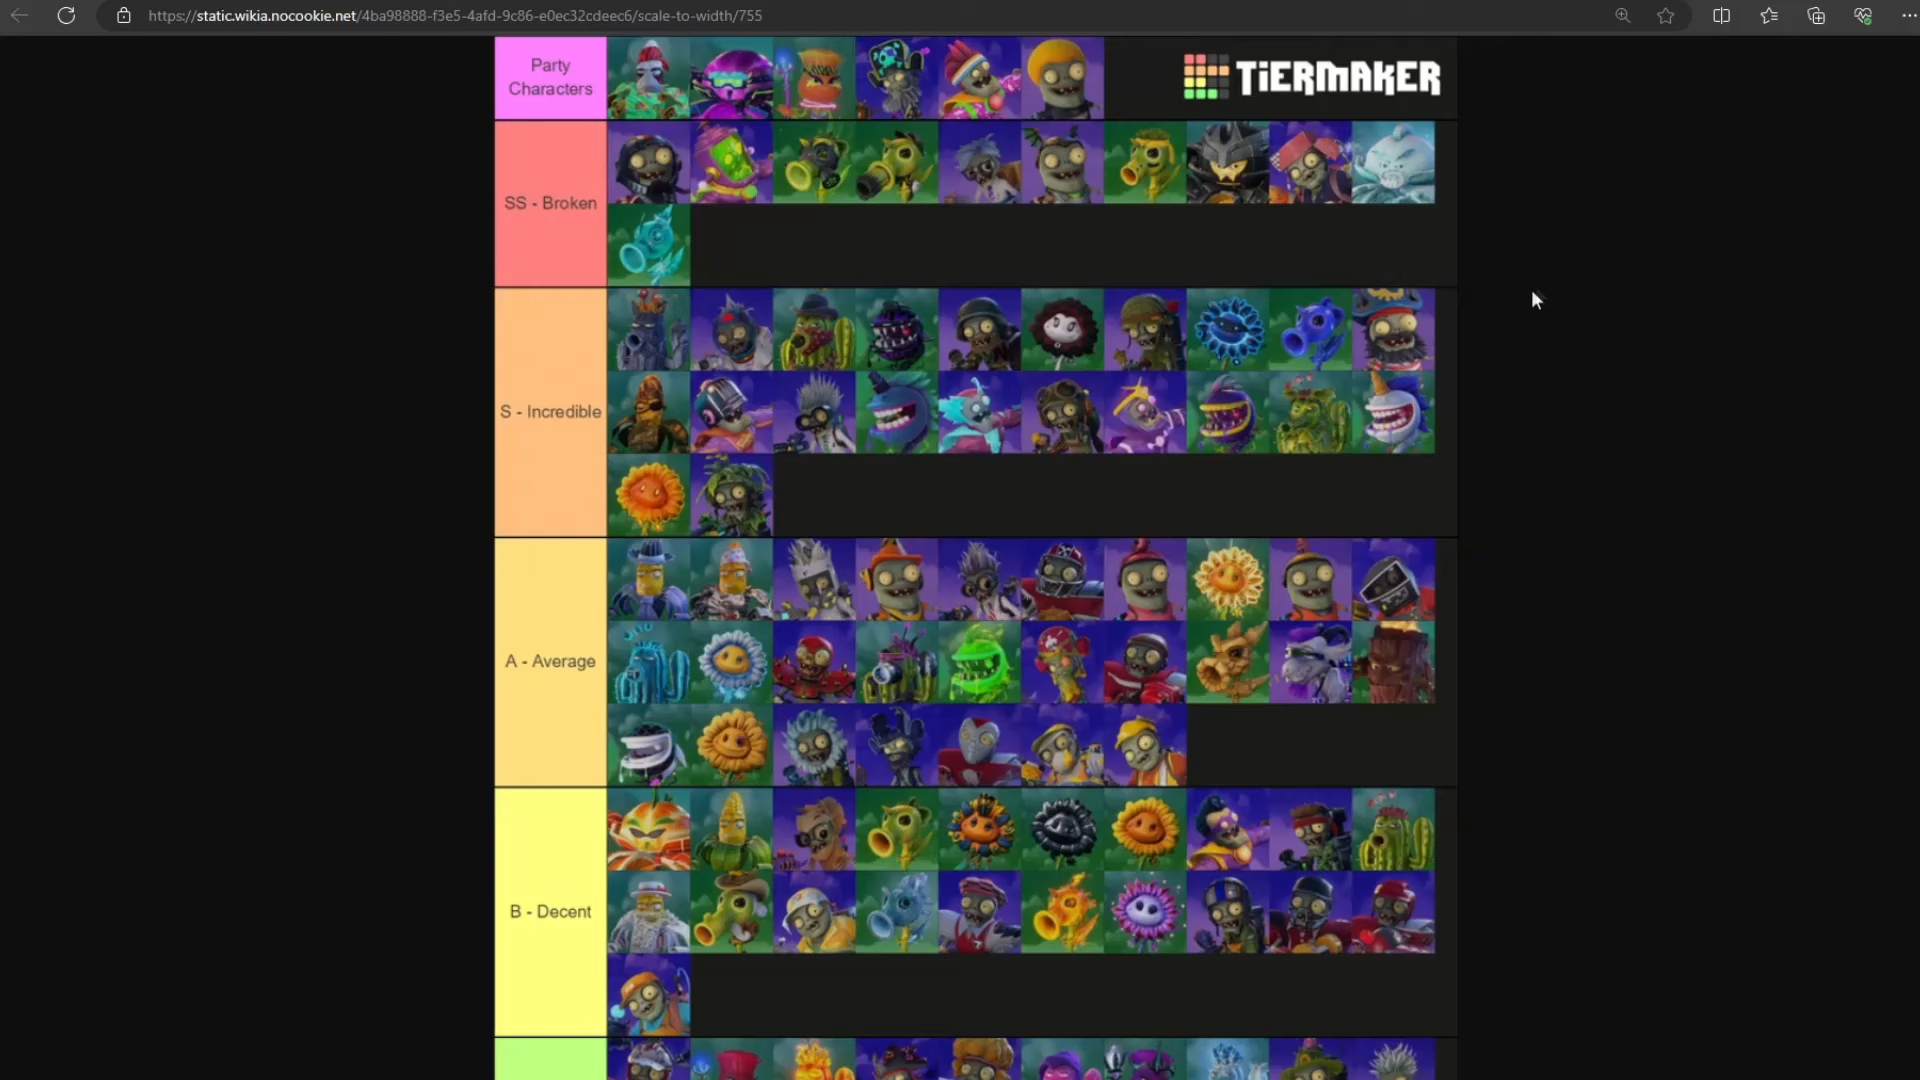 https://static.wikia.nocookie.net/4ba98888-f3e5-4afd-9c86-e0ec32cdeec6/scale-to-width/755
Party
Characters
TiERMAKER
SS - Broken
S - Incredible
A - Average
B - Decent